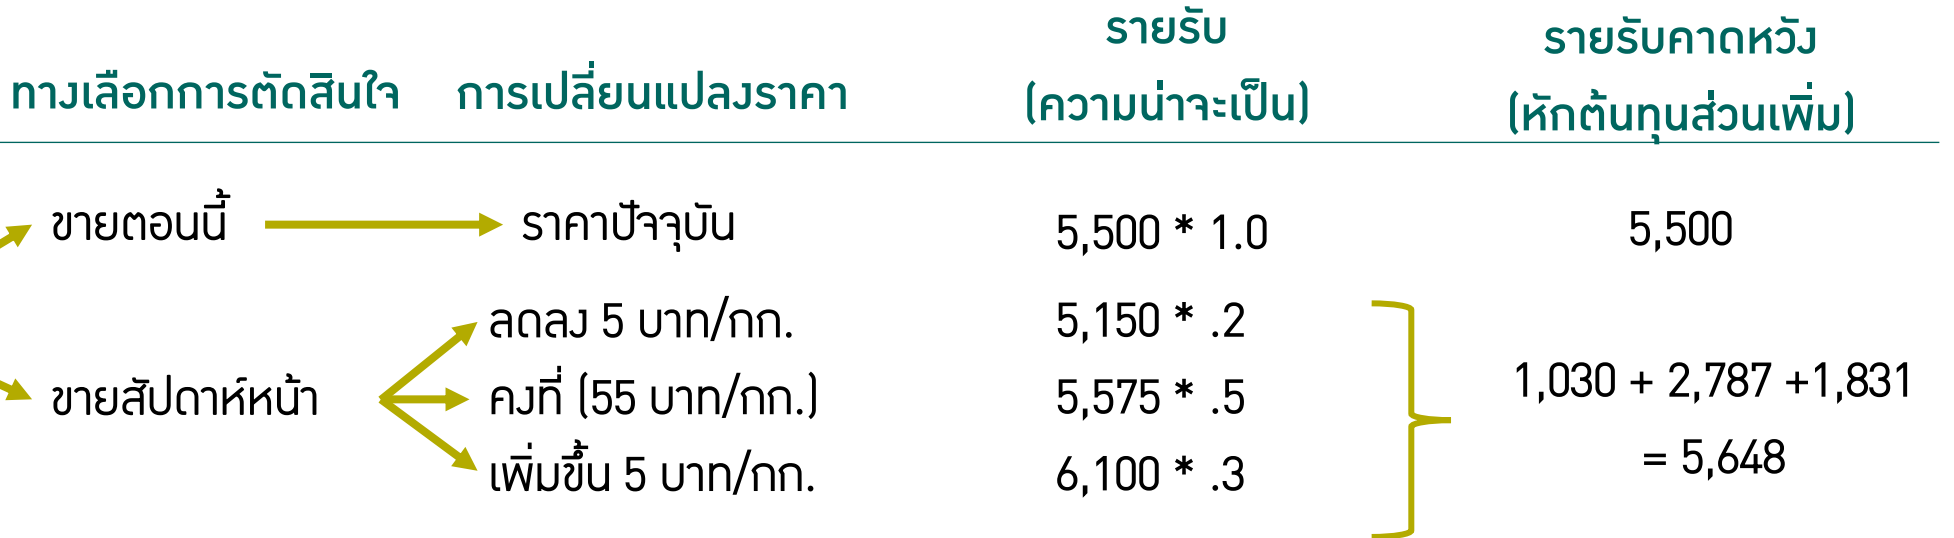 ทางเลือกการตัดสินใจ การเปลี่ยนแปลงราคา รายรับ (ความน่าจะเป็น) รายรับคาดหวัง (หักต้นทุนส่วนเพิ่ม)
ขายตอนนี้ ราคาปัจจุบัน 5,500 * 1.0 5,500
ลดลง 5 บาท/กก. 5,150 * .2
ขายสัปดาห์หน้า คงที่ (55 บาท/กก.) 5,575 * .5 1,030 + 2,787 +1,831
เพิ่มขึ้น 5 บาท/กก. 6,100 * .3 = 5,648